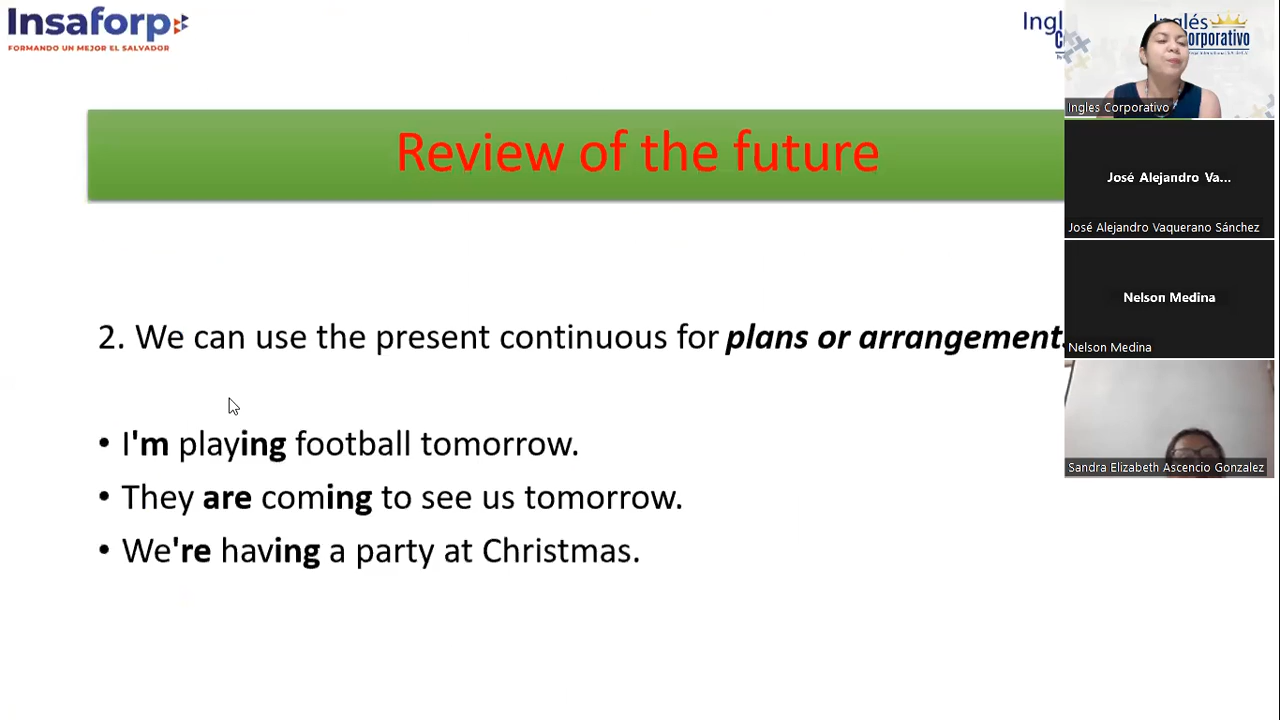 Insaforp
FORMANDO UN MEJOR EL SALVADOR
Ingl
Inglés
orporativo
Ingles Corporativo
Review of the future
José Alejandro Va...
José Alejandro Vaquerano Sánchez
2. We can use the present continuous for plans or arrangements
Nelson Medina
Nelson Medina
I'm playing football tomorrow.
They are coming to see us tomorrow.
We're having a party at Christmas.
Sandra Elizabeth Ascencio Gonzalez